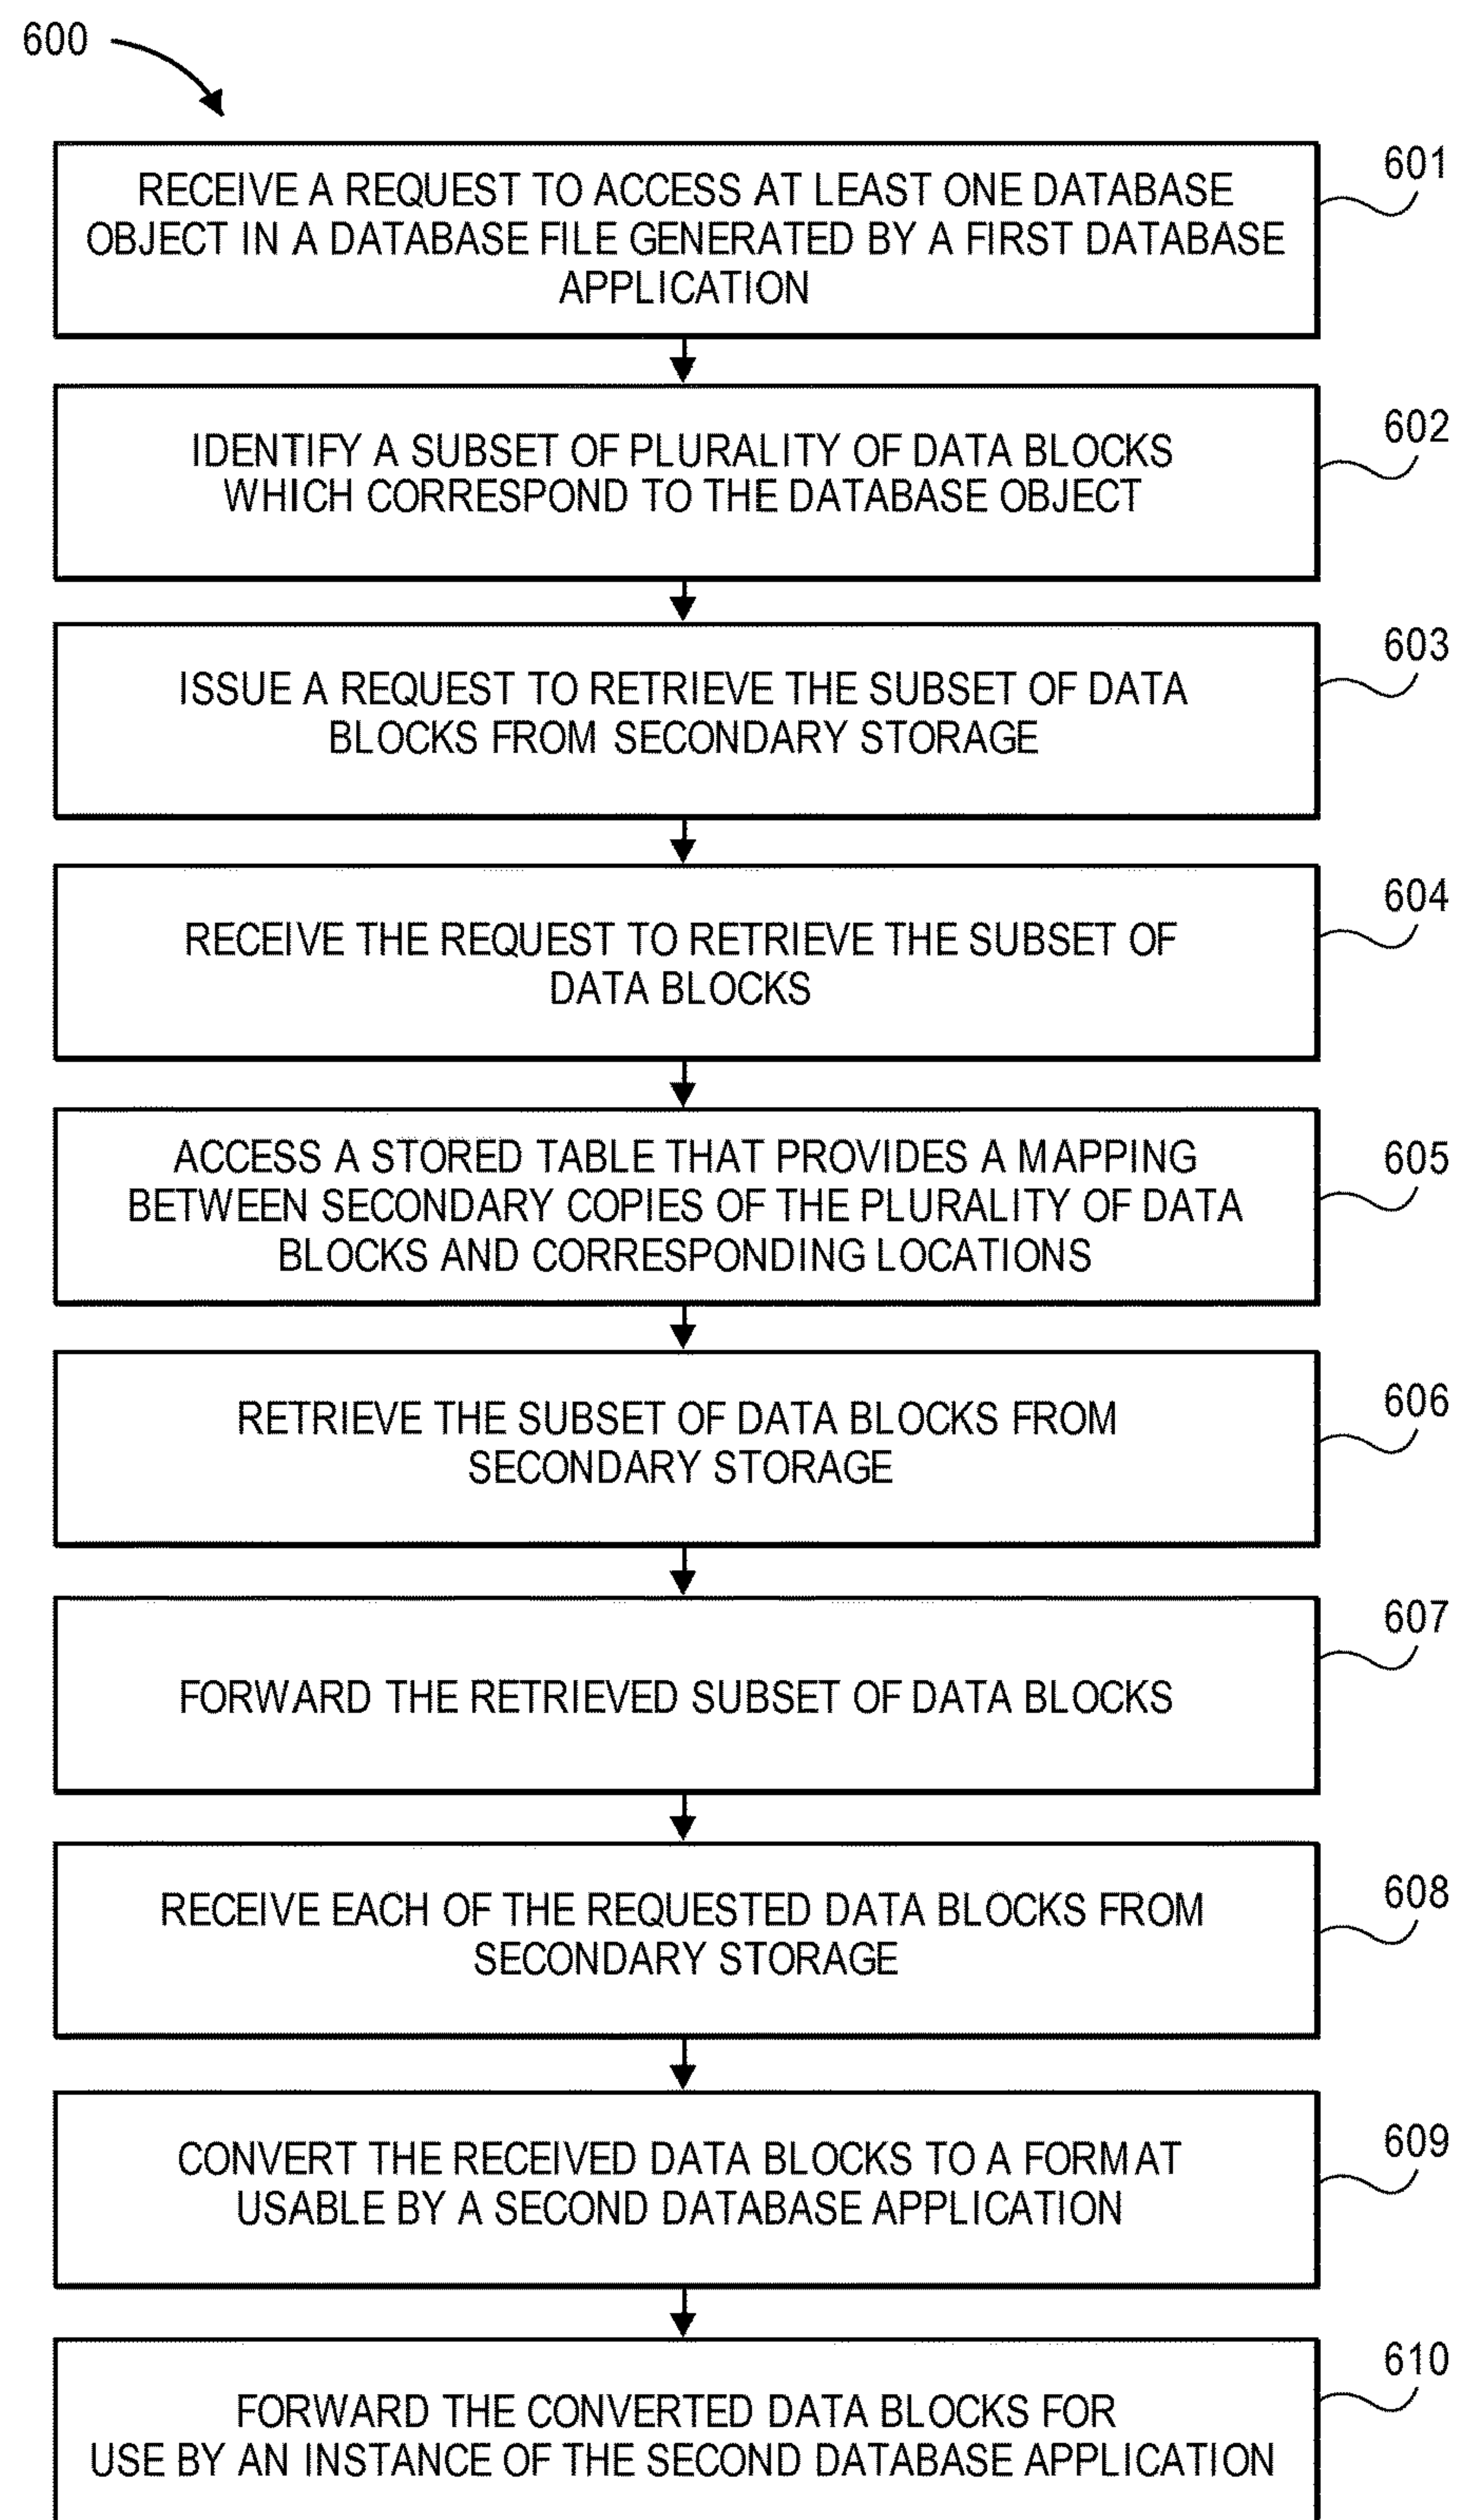 600
601
RECEIVE A REQUEST TO ACCESS AT LEAST ONE DATABASE
OBJECT IN A DATABASE FILE GENERATED BY A FIRST DATABASE
APPLICATION
602
IDENTIFY A SUBSET OF PLURALITY OF DATA BLOCKS
WHICH CORRESPOND TO THE DATABASE OBJECT
603
ISSUE A REQUEST TO RETRIEVE THE SUBSET OF DATA
BLOCKS FROM SECONDARY STORAGE
604
RECEIVE THE REQUEST TO RETRIEVE THE SUBSET OF
DATA BLOCKS
605
ACCESS A STORED TABLE THAT PROVIDES A MAPPING
BETWEEN SECONDARY COPIES OF THE PLURALITY OF DATA
BLOCKS AND CORRESPONDING LOCATIONS
606
RETRIEVE THE SUBSET OF DATA BLOCKS FROM
SECONDARY STORAGE
607
FORWARD THE RETRIEVED SUBSET OF DATA BLOCKS
608
RECEIVE EACH OF THE REQUESTED DATA BLOCKS FROM
SECONDARY STORAGE
609
CONVERT THE RECEIVED DATA BLOCKS TO A FORMAT
USABLE BY A SECOND DATABASE APPLICATION
610
FORWARD THE CONVERTED DATA BLOCKS FOR
USE BY AN INSTANCE OF THE SECOND DATABASE APPLICATION